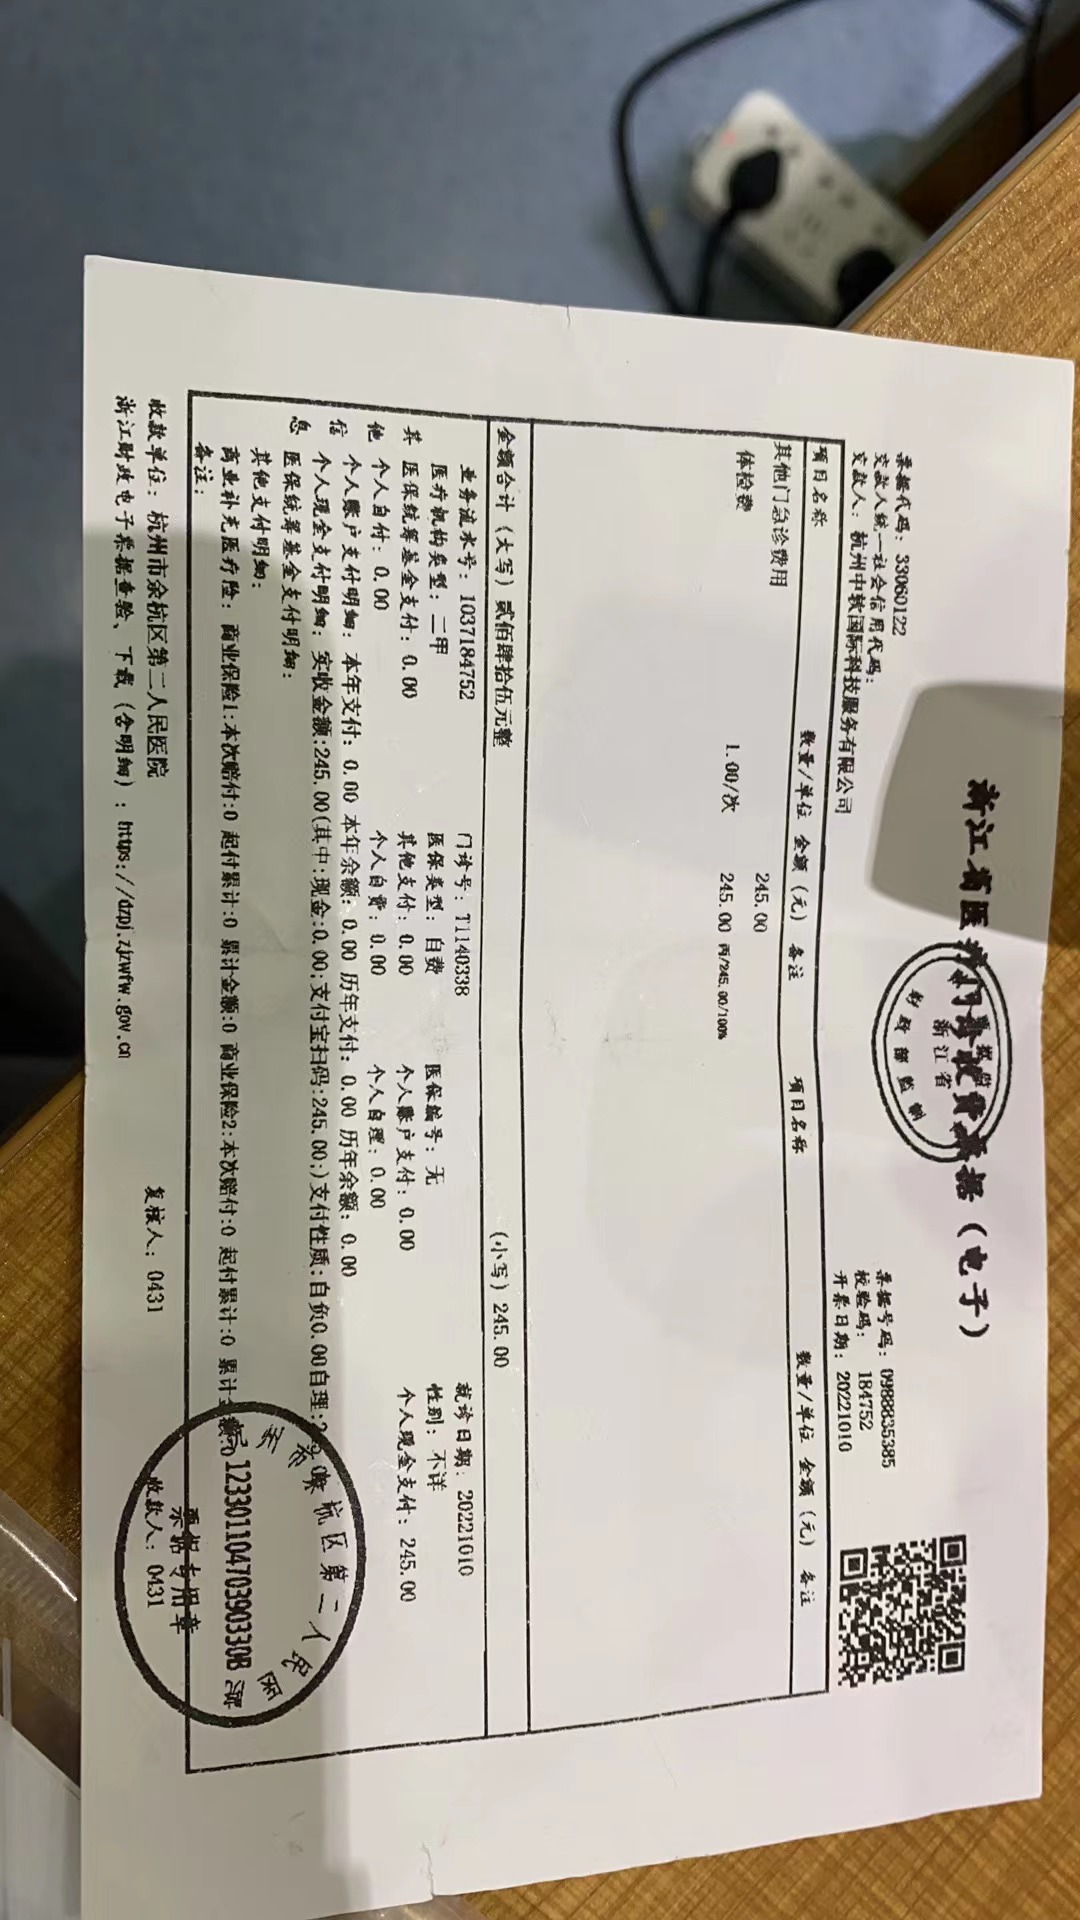 浙江省医疗门诊收费票据（电子）
浙江省
财政部监制
票据代码：33060122
票据号码：0988835385
交款人统一社会信用代码：
校验码：184752
交款人：杭州中软国际科技服务有限公司
开票日期：20221010
项目名称 数量/单位 金额（元） 备注 项目名称 数量/单位 金额（元） 备注
其他门急诊费用 245.00
体检费 1.00/次 245.00 丙/245.00/100%
金额合计（大写）贰佰肆拾伍元整 （小写）245.00
业务流水号：1037184752 门诊号：T1140338 就诊日期：20221010
医疗机构类型：二甲 医保类型：自费 医保编号：无 性别：不详
医保统筹基金支付：0.00 其他支付：0.00 个人账户支付：0.00 个人现金支付：245.00
个人自付：0.00 个人自费：0.00 个人自理：0.00
个人账户支付明细：本年支付：0.00 本年余额：0.00 历年支付：0.00 历年余额：0.00
个人现金支付明细：实收金额:245.00(其中:现金:0.00;支付宝扫码:245.00;)支付性质:自负0.00自理:
医保统筹基金支付明细：
其他支付明细：
商业补充医疗险：商业保险1:本次赔付:0 起付累计:0 累计金额:0 商业保险2:本次赔付:0 起付累计:0 累计金额:0
备注：
其他信息
收款单位：杭州市余杭区第二人民医院 复核人：0431 收款人：0431
浙江财政电子票据查验、下载（含明细）：https://dzpj.zjzwfw.gov.cn
杭州市余杭区第二人民医院
12330110470390330B
票据专用章